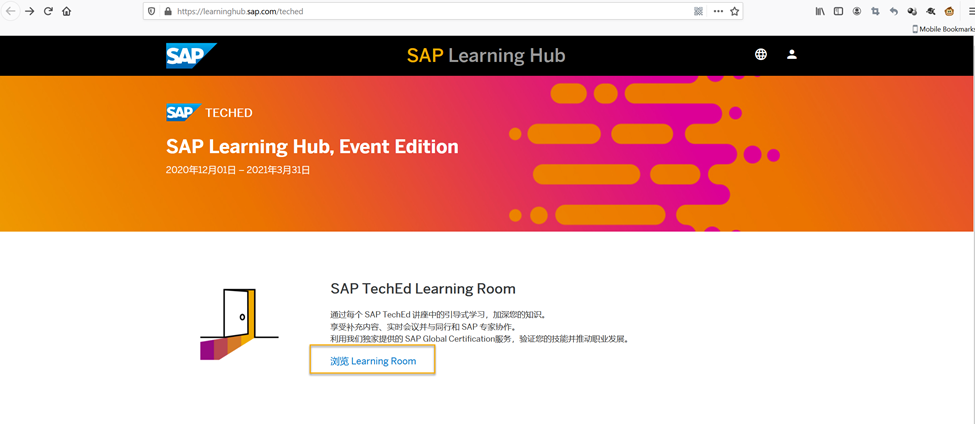 https://learninghub.sap.com/teched
Mobile Bookmarks
SAP
SAP Learning Hub
SAP TECHED
SAP Learning Hub, Event Edition
2020年12月01日 – 2021年3月31日
SAP TechEd Learning Room
通过每个 SAP TechEd 讲座中的引导式学习，加深您的知识。
享受补充内容、实时会议并与同行和 SAP 专家协作。
利用我们独家提供的 SAP Global Certification服务，验证您的技能并推动职业发展。
浏览 Learning Room